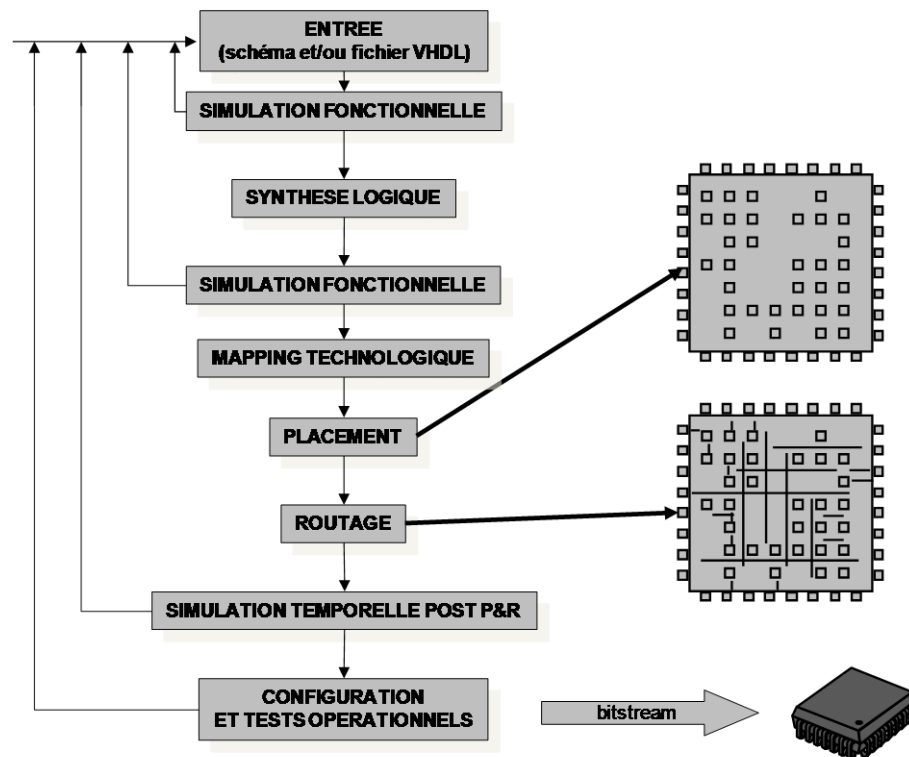 ENTREE
(schéma et/ou fichier VHDL)
SIMULATION FONCTIONNELLE
SYNTHESE LOGIQUE
SIMULATION FONCTIONNELLE
MAPPING TECHNOLOGIQUE
PLACEMENT
ROUTAGE
SIMULATION TEMPORELLE POST P&R
CONFIGURATION
ET TESTS OPERATIONNELS
bitstream